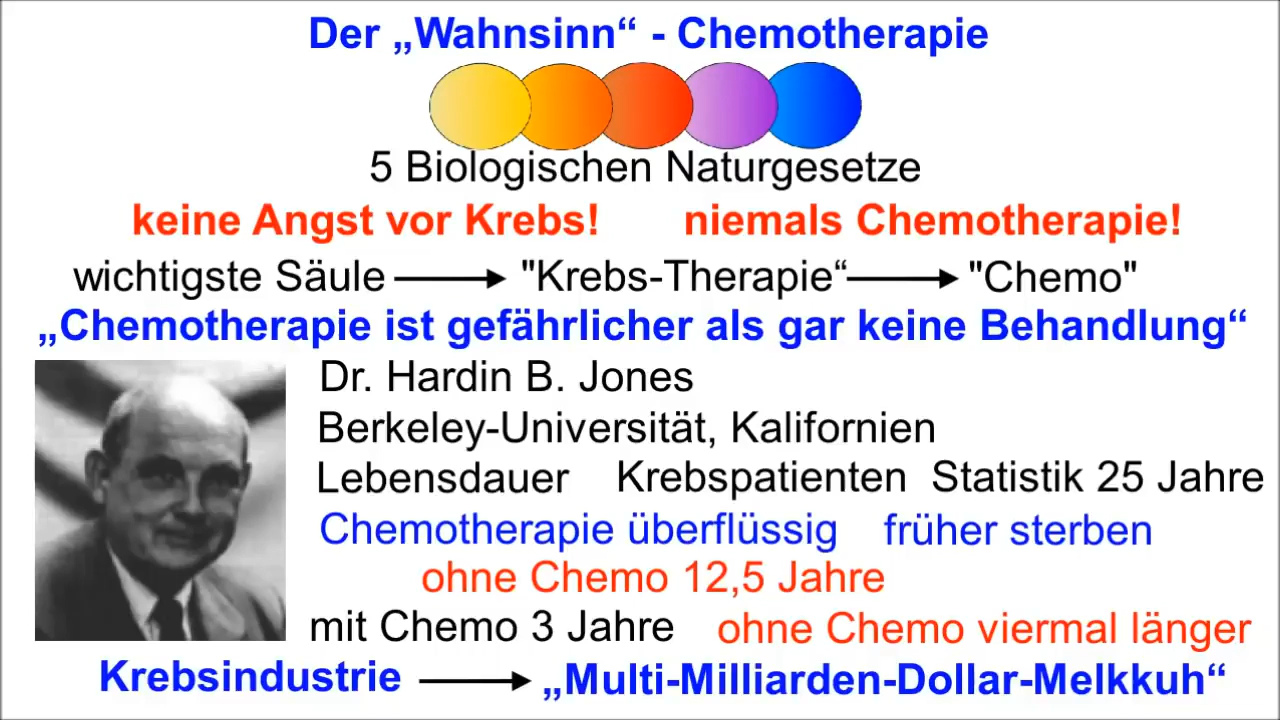 Der „Wahnsinn“ - Chemotherapie
5 Biologischen Naturgesetze
keine Angst vor Krebs! niemals Chemotherapie!
wichtigste Säule "Krebs-Therapie“ "Chemo"
„Chemotherapie ist gefährlicher als gar keine Behandlung“
Dr. Hardin B. Jones
Berkeley-Universität, Kalifornien
Lebensdauer Krebspatienten Statistik 25 Jahre
Chemotherapie überflüssig früher sterben
ohne Chemo 12,5 Jahre
mit Chemo 3 Jahre ohne Chemo viermal länger
Krebsindustrie „Multi-Milliarden-Dollar-Melkkuh“